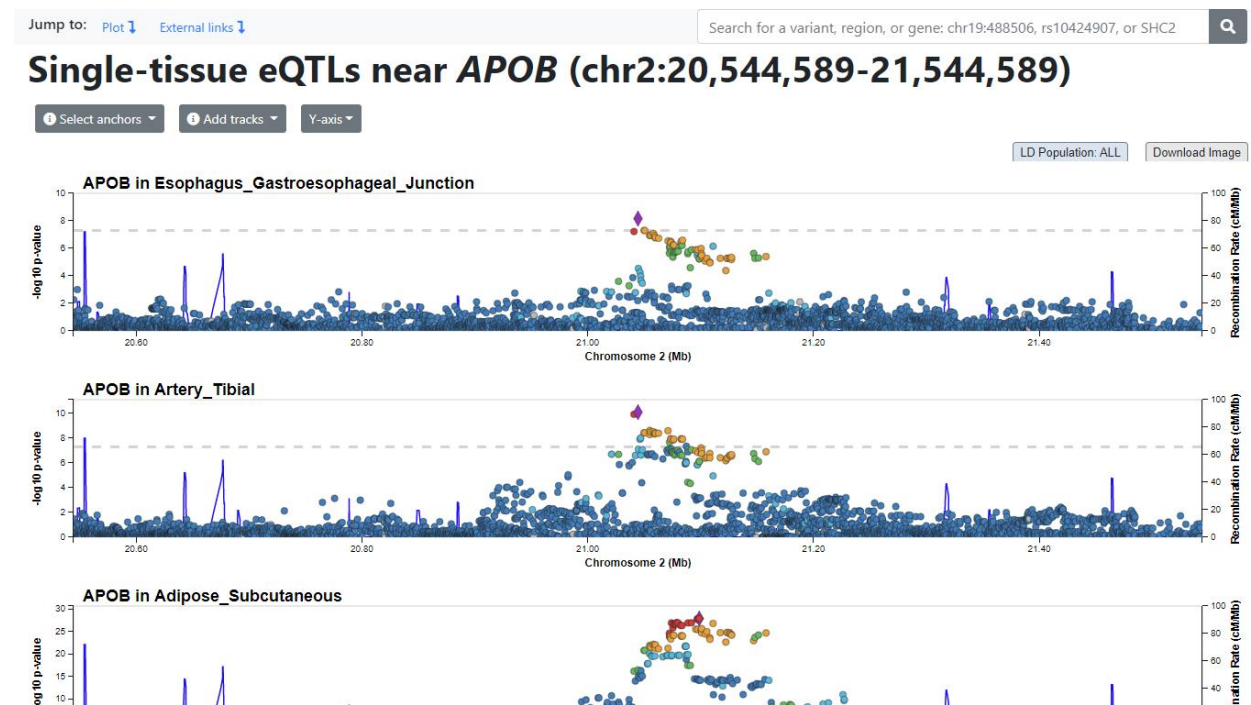 Jump to: Plot External links
Search for a variant, region, or gene: chr19:488506, rs10424907, or SHC2
Single-tissue eQTLs near APOB (chr2:20,544,589-21,544,589)
Select anchors Add tracks Y-axis
LD Population: ALL Download Image
APOB in Esophagus_Gastroesophageal_Junction
10
8
6
4
2
0
-log10 p-value
100
80
60
40
20
0
Recombination Rate (cM/Mb)
20.60 20.80 21.00 21.20 21.40
Chromosome 2 (Mb)
APOB in Artery_Tibial
10
8
6
4
2
0
-log10 p-value
100
80
60
40
20
0
Recombination Rate (cM/Mb)
20.60 20.80 21.00 21.20 21.40
Chromosome 2 (Mb)
APOB in Adipose_Subcutaneous
30
25
20
15
10
p-value
100
80
60
40
Rate (cM/Mb)